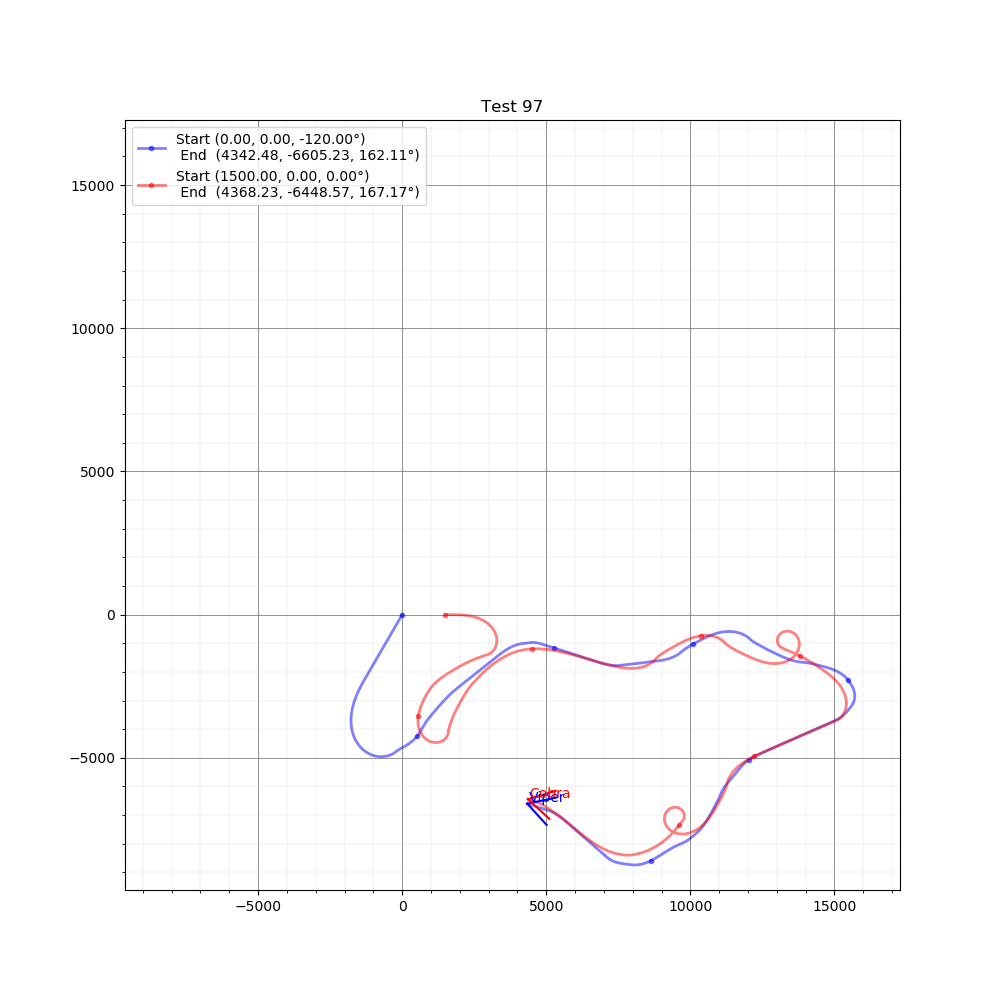 Test 97
Start (0.00, 0.00, -120.00°)
End (4342.48, -6605.23, 162.11°)
Start (1500.00, 0.00, 0.00°)
End (4368.23, -6448.57, 167.17°)
15000
10000
5000
0
−5000
Cobra
Viper
−5000
0
5000
10000
15000